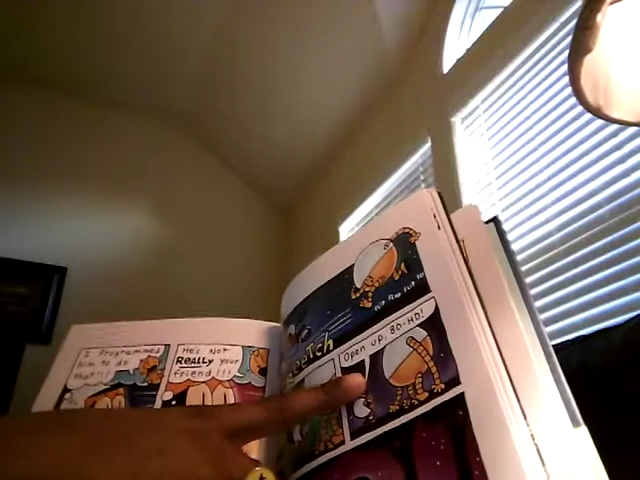 I Programmed
him to do
that!!!
He's Not
REALLY your
friend!!!
FLIP FLAP FLIP FLAP
Open up, 80-HD!